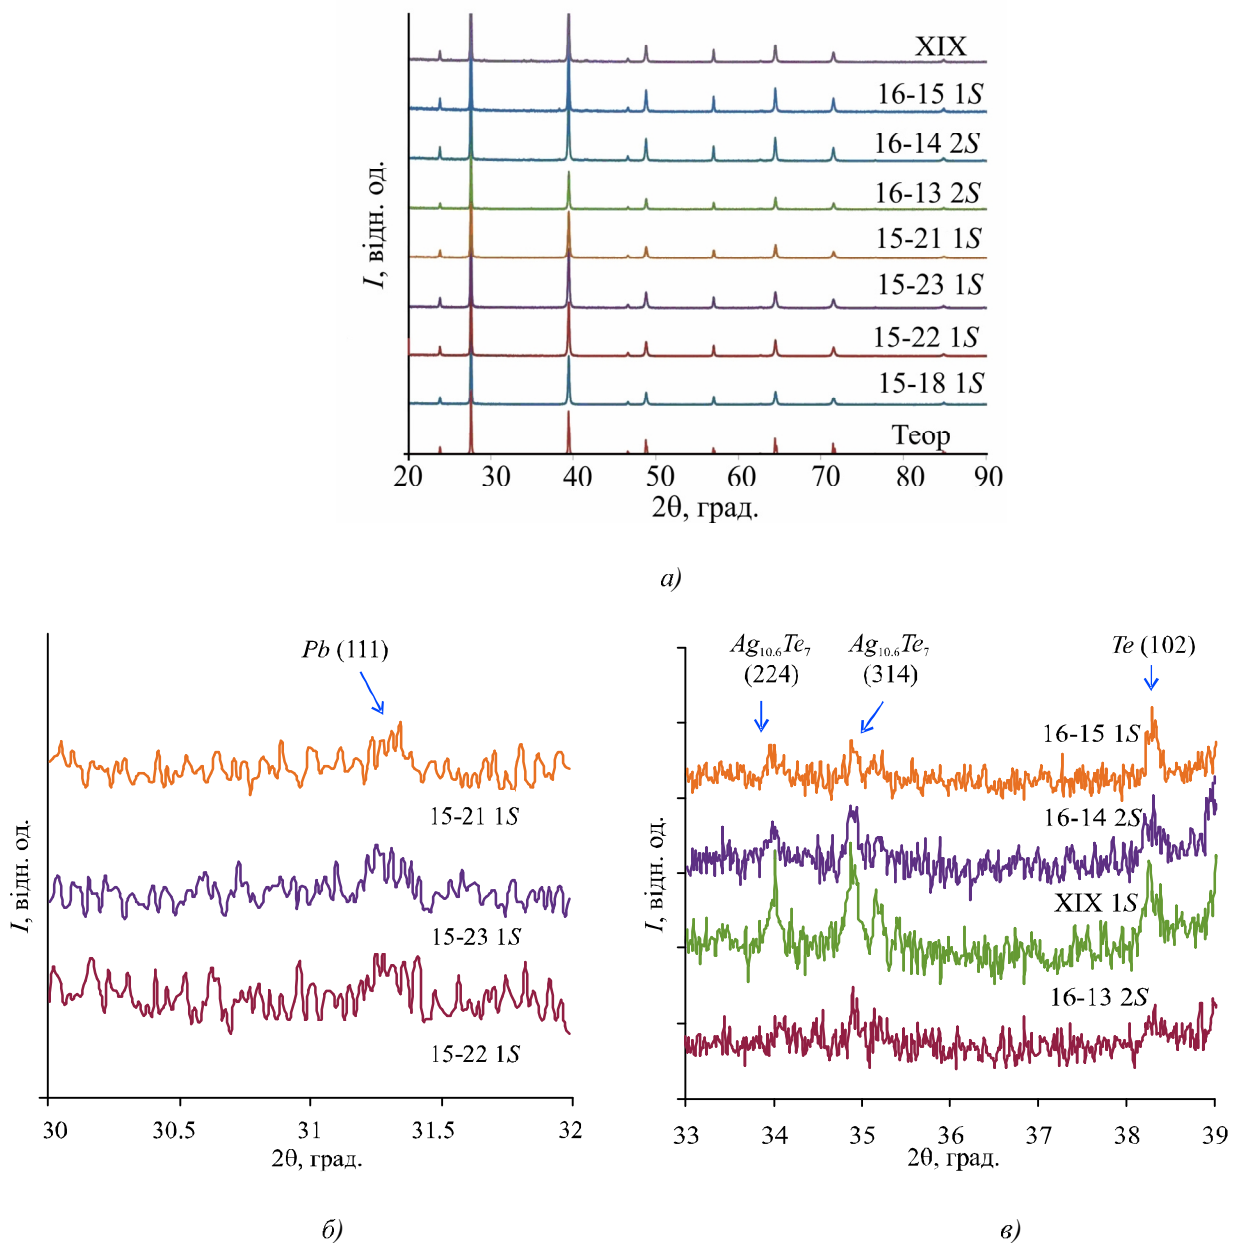 XIX
16-15 1S
16-14 2S
16-13 2S
15-21 1S
15-23 1S
15-22 1S
15-18 1S
Теор
I, відн. од.
20 30 40 50 60 70 80 90
2θ, град.
а)
Pb (111)
15-21 1S
15-23 1S
15-22 1S
I, відн. од.
30 30.5 31 31.5 32
2θ, град.
б)
Ag10.6Te7 Ag10.6Te7 Te (102)
(224) (314)
16-15 1S
16-14 2S
XIX 1S
16-13 2S
I, відн. од.
33 34 35 36 37 38 39
2θ, град.
в)